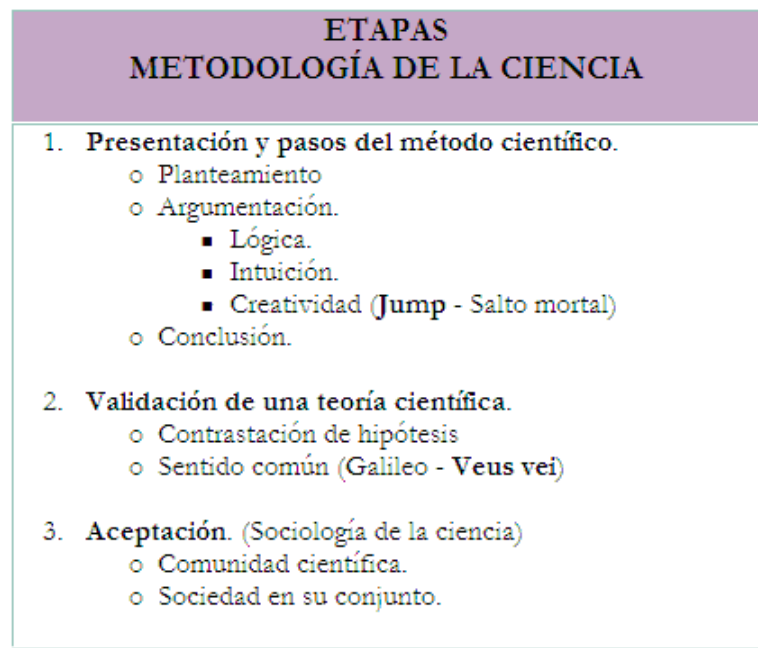 ETAPAS
METODOLOGÍA DE LA CIENCIA
1. Presentación y pasos del método científico.
o Planteamiento
o Argumentación.
▪ Lógica.
▪ Intuición.
▪ Creatividad (Jump - Salto mortal)
o Conclusión.
2. Validación de una teoría científica.
o Contrastación de hipótesis
o Sentido común (Galileo - Veus vei)
3. Aceptación. (Sociología de la ciencia)
o Comunidad científica.
o Sociedad en su conjunto.